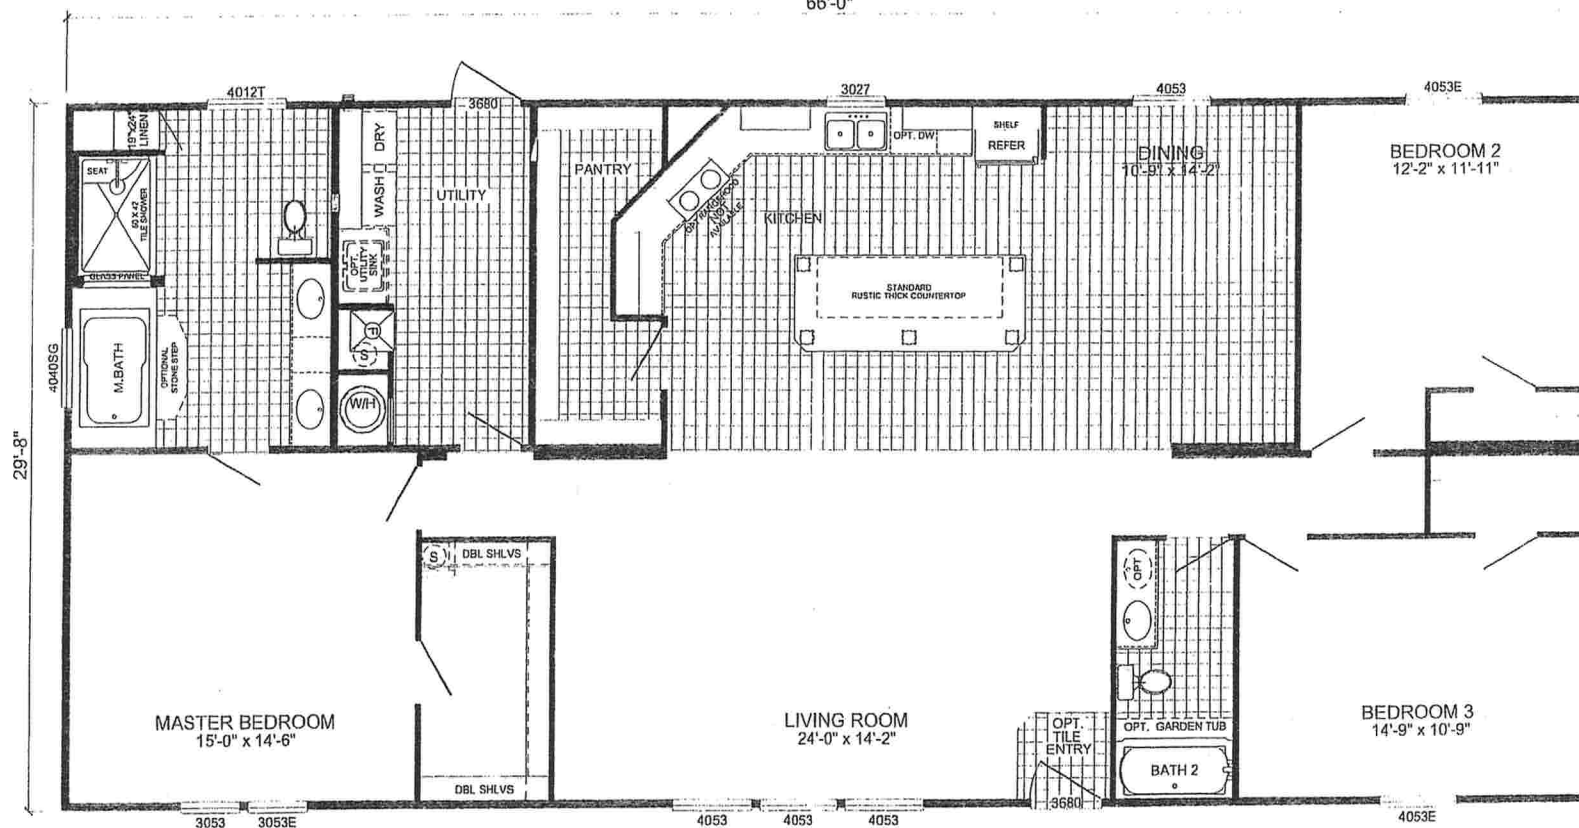 66'-0"
4012T
3680
3027
4053
4053E
19"x24"
LINEN
DRY
WASH
UTILITY
PANTRY
OPT. DW
SHELF
REFER
DINING
10'-9" x 14'-2"
BEDROOM 2
12'-2" x 11'-11"
SEAT
60 X 42
TILE SHOWER
GLASS PANEL
OPT.
UTILITY
SINK
OPT RANGEHOOD
NOT
AVAILABLE
KITCHEN
STANDARD
RUSTIC THICK COUNTERTOP
4040SG
M.BATH
OPTIONAL
STONE STEP
F
S
W/H
29'-8"
S
DBL SHLVS
OPT
MASTER BEDROOM
15'-0" x 14'-6"
LIVING ROOM
24'-0" x 14'-2"
OPT.
TILE
ENTRY
OPT. GARDEN TUB
BATH 2
BEDROOM 3
14'-9" x 10'-9"
DBL SHLVS
3053
3053E
4053
4053
4053
3680
4053E